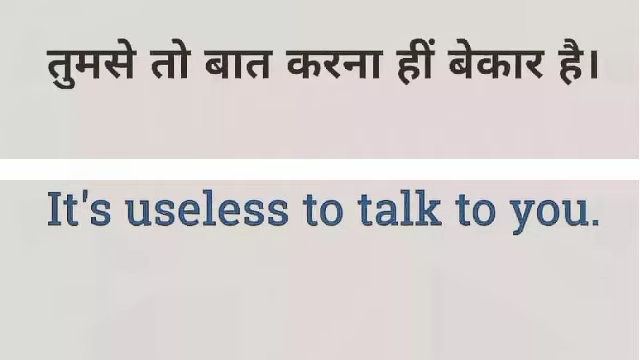 तुमसे तो बात करना हीं बेकार है।
It's useless to talk to you.